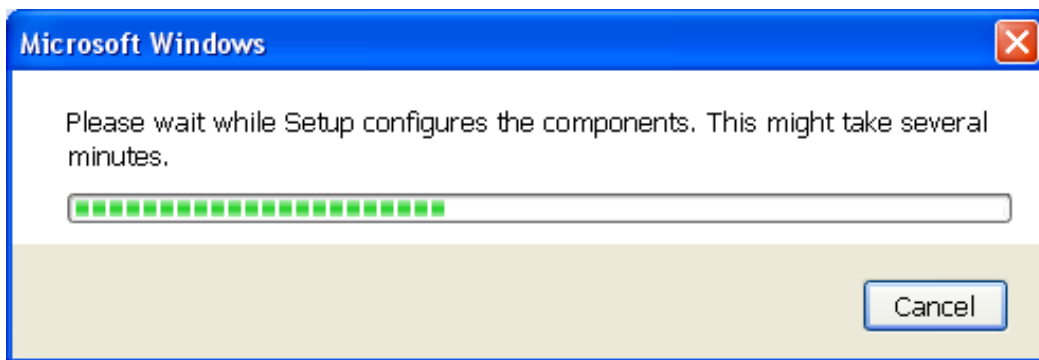 Microsoft Windows
Please wait while Setup configures the components. This might take several
minutes.
Cancel